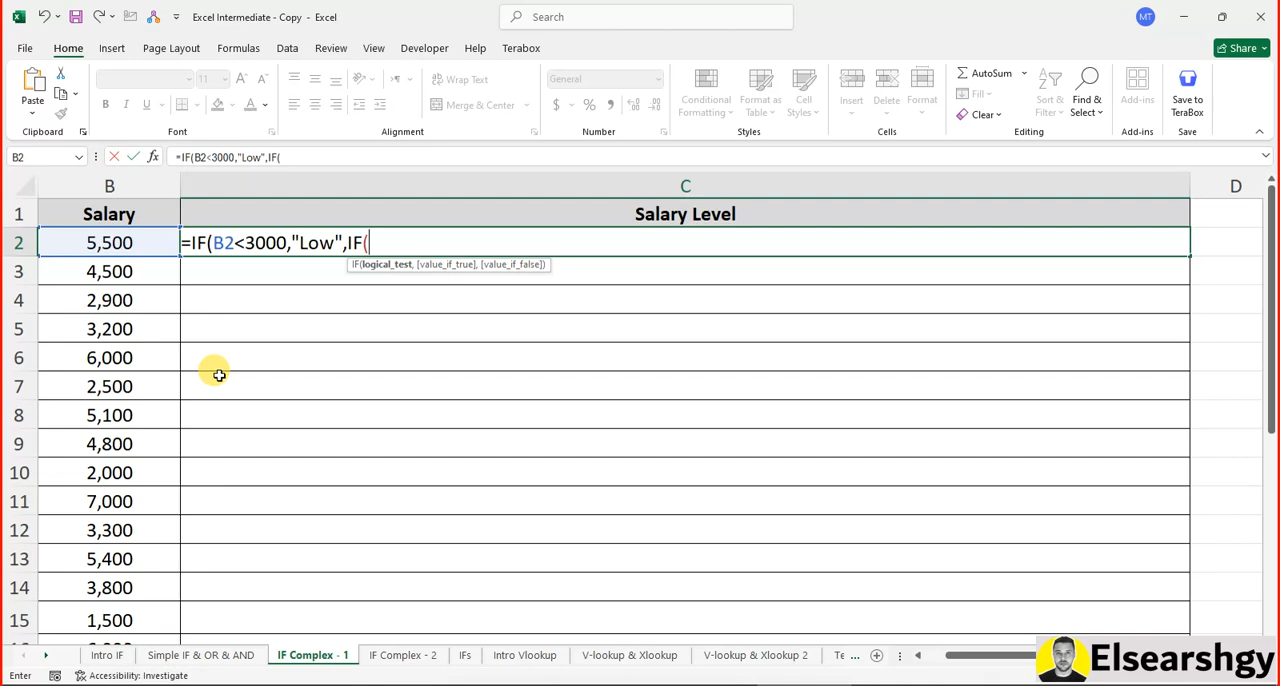 Excel Intermediate - Copy - Excel
Search
MT
File Home Insert Page Layout Formulas Data Review View Developer Help Terabox
Share
Paste
11
Wrap Text
General
Conditional Formatting
Format as Table
Cell Styles
Insert
Delete
Format
AutoSum
Fill
Clear
Sort & Filter
Find & Select
Add-ins
Save to TeraBox
Merge & Center
Clipboard Font Alignment Number Styles Cells Editing Add-ins Save
B2 fx =IF(B2<3000,"Low",IF(
B C D
1 Salary Salary Level
2 5,500 =IF(B2<3000,"Low",IF(
IF(logical_test, [value_if_true], [value_if_false])
3 4,500
4 2,900
5 3,200
6 6,000
7 2,500
8 5,100
9 4,800
10 2,000
11 7,000
12 3,300
13 5,400
14 3,800
15 1,500
Intro IF Simple IF & OR & AND IF Complex - 1 IF Complex - 2 IFs Intro Vlookup V-lookup & Xlookup V-lookup & Xlookup 2 Te ...
Enter Accessibility: Investigate
Elsearshgy